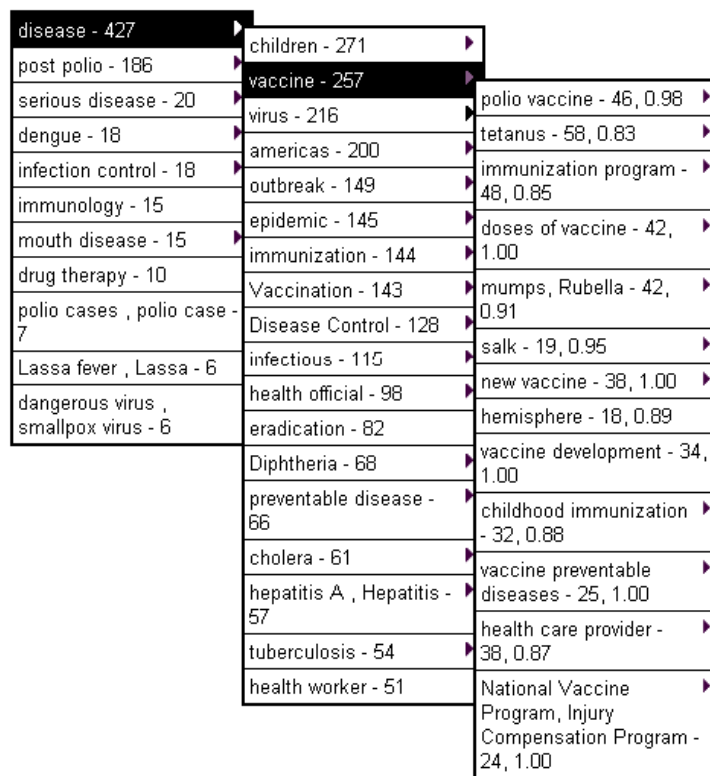 disease - 427
post polio - 186
serious disease - 20
dengue - 18
infection control - 18
immunology - 15
mouth disease - 15
drug therapy - 10
polio cases , polio case -
7
Lassa fever , Lassa - 6
dangerous virus ,
smallpox virus - 6
children - 271
vaccine - 257
virus - 216
americas - 200
outbreak - 149
epidemic - 145
immunization - 144
Vaccination - 143
Disease Control - 128
infectious - 115
health official - 98
eradication - 82
Diphtheria - 68
preventable disease -
66
cholera - 61
hepatitis A , Hepatitis -
57
tuberculosis - 54
health worker - 51
polio vaccine - 46, 0.98
tetanus - 58, 0.83
immunization program -
48, 0.85
doses of vaccine - 42,
1.00
mumps, Rubella - 42,
0.91
salk - 19, 0.95
new vaccine - 38, 1.00
hemisphere - 18, 0.89
vaccine development - 34,
1.00
childhood immunization
- 32, 0.88
vaccine preventable
diseases - 25, 1.00
health care provider -
38, 0.87
National Vaccine
Program, Injury
Compensation Program -
24, 1.00